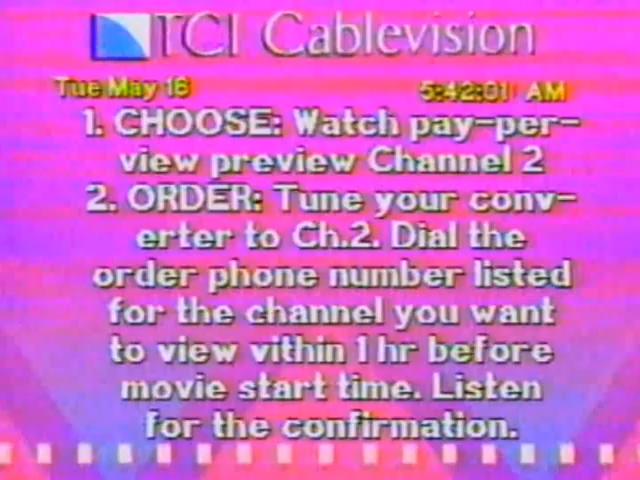 TCI Cablevision
Tue May 16 5:42:01 AM
1. CHOOSE: Watch pay-per-
view preview Channel 2
2. ORDER: Tune your conv-
erter to Ch.2. Dial the
order phone number listed
for the channel you want
to view vithin 1 hr before
movie start time. Listen
for the confirmation.